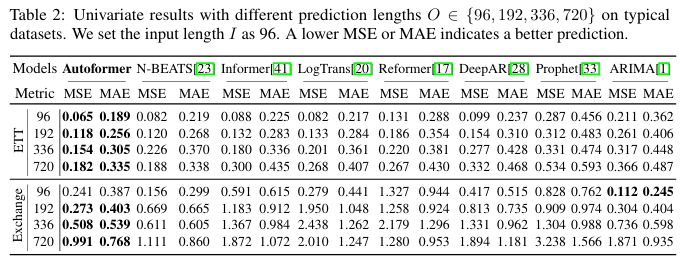 Table 2: Univariate results with different prediction lengths O ∈ {96, 192, 336, 720} on typical
datasets. We set the input length I as 96. A lower MSE or MAE indicates a better prediction.
Models Autoformer N-BEATS[23] Informer[41] LogTrans[20] Reformer[17] DeepAR[28] Prophet[33] ARIMA[1]
Metric MSE MAE MSE MAE MSE MAE MSE MAE MSE MAE MSE MAE MSE MAE MSE MAE
ETT
96 0.065 0.189 0.082 0.219 0.088 0.225 0.082 0.217 0.131 0.288 0.099 0.237 0.287 0.456 0.211 0.362
192 0.118 0.256 0.120 0.268 0.132 0.283 0.133 0.284 0.186 0.354 0.154 0.310 0.312 0.483 0.261 0.406
336 0.154 0.305 0.226 0.370 0.180 0.336 0.201 0.361 0.220 0.381 0.277 0.428 0.331 0.474 0.317 0.448
720 0.182 0.335 0.188 0.338 0.300 0.435 0.268 0.407 0.267 0.430 0.332 0.468 0.534 0.593 0.366 0.487
Exchange
96 0.241 0.387 0.156 0.299 0.591 0.615 0.279 0.441 1.327 0.944 0.417 0.515 0.828 0.762 0.112 0.245
192 0.273 0.403 0.669 0.665 1.183 0.912 1.950 1.048 1.258 0.924 0.813 0.735 0.909 0.974 0.304 0.404
336 0.508 0.539 0.611 0.605 1.367 0.984 2.438 1.262 2.179 1.296 1.331 0.962 1.304 0.988 0.736 0.598
720 0.991 0.768 1.111 0.860 1.872 1.072 2.010 1.247 1.280 0.953 1.894 1.181 3.238 1.566 1.871 0.935